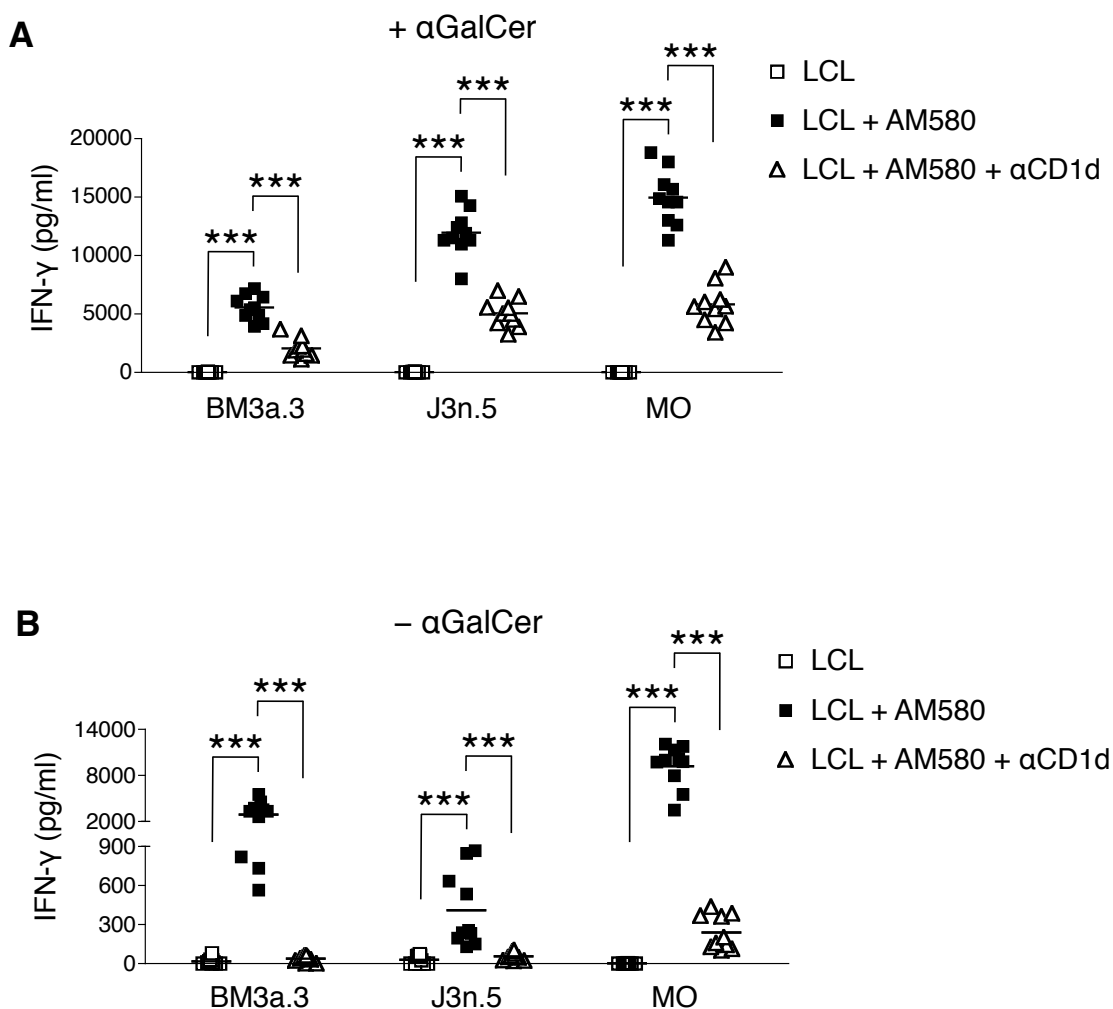 A
+ αGalCer
LCL
LCL + AM580
LCL + AM580 + αCD1d
***
***
***
***
***
***
IFN-γ (pg/ml)
20000
15000
10000
5000
0
BM3a.3 J3n.5 MO
B
– αGalCer
LCL
LCL + AM580
LCL + AM580 + αCD1d
***
***
***
***
***
***
IFN-γ (pg/ml)
14000
8000
2000
900
600
300
0
BM3a.3 J3n.5 MO